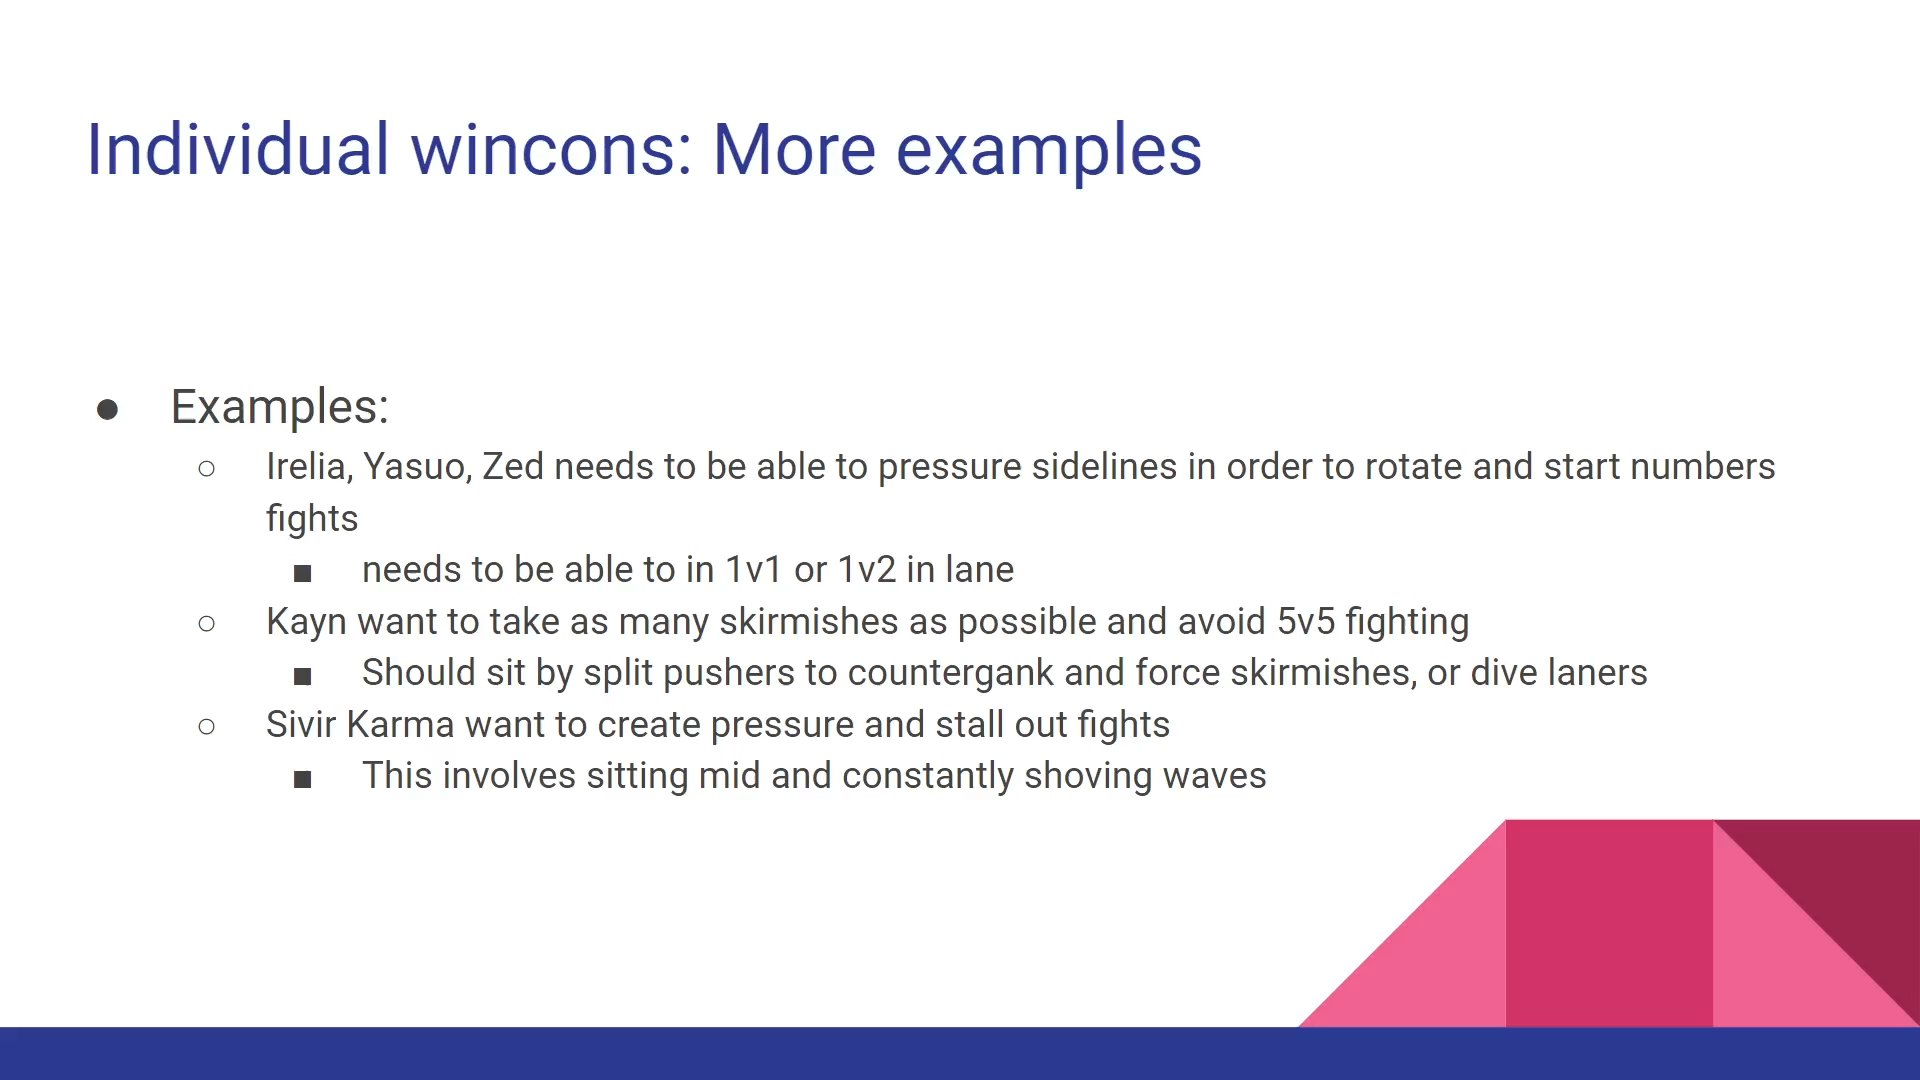 Individual wincons: More examples
● Examples:
○ Irelia, Yasuo, Zed needs to be able to pressure sidelines in order to rotate and start numbers
fights
■ needs to be able to in 1v1 or 1v2 in lane
○ Kayn want to take as many skirmishes as possible and avoid 5v5 fighting
■ Should sit by split pushers to countergank and force skirmishes, or dive laners
○ Sivir Karma want to create pressure and stall out fights
■ This involves sitting mid and constantly shoving waves